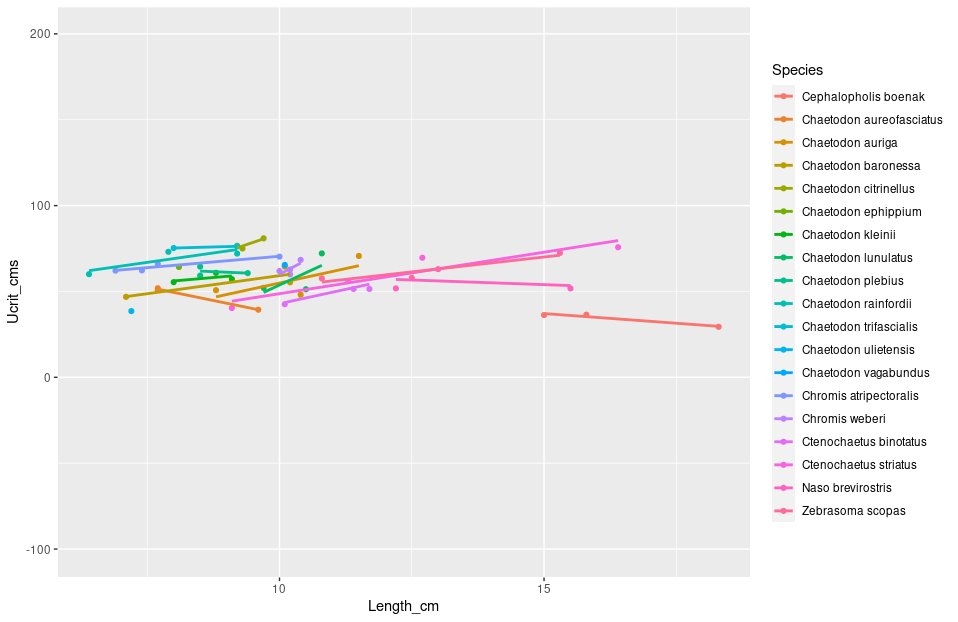 200
100
0
-100
Ucrit_cms
10
15
Length_cm
Species
Cephalopholis boenak
Chaetodon aureofasciatus
Chaetodon auriga
Chaetodon baronessa
Chaetodon citrinellus
Chaetodon ephippium
Chaetodon kleinii
Chaetodon lunulatus
Chaetodon plebius
Chaetodon rainfordii
Chaetodon trifascialis
Chaetodon ulietensis
Chaetodon vagabundus
Chromis atripectoralis
Chromis weberi
Ctenochaetus binotatus
Ctenochaetus striatus
Naso brevirostris
Zebrasoma scopas